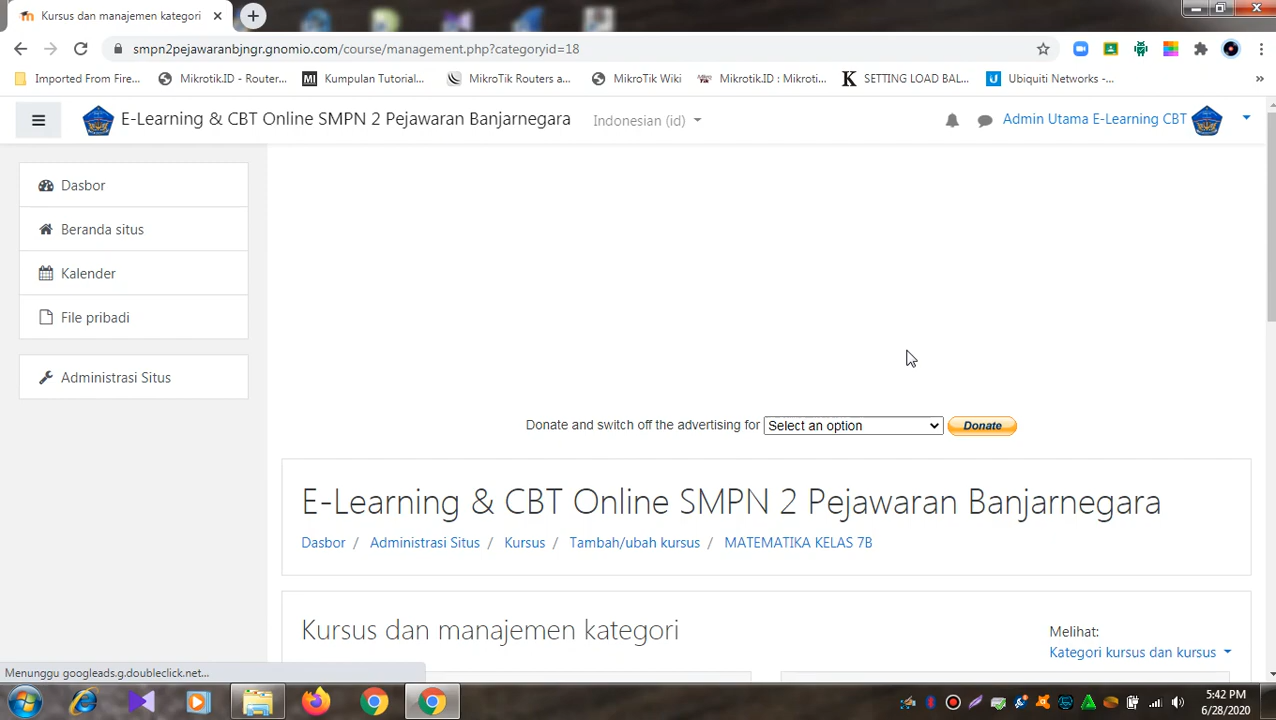 Kursus dan manajemen kategori
smpn2pejawaranbjngr.gnomio.com/course/management.php?categoryid=18
Imported From Fire... Mikrotik.ID - Router... Kumpulan Tutorial... MikroTik Routers a... MikroTik Wiki Mikrotik.ID : Mikroti... SETTING LOAD BAL... Ubiquiti Networks -... »
E-Learning & CBT Online SMPN 2 Pejawaran Banjarnegara Indonesian (id) Admin Utama E-Learning CBT
Dasbor
Beranda situs
Kalender
File pribadi
Administrasi Situs
Donate and switch off the advertising for Select an option Donate
E-Learning & CBT Online SMPN 2 Pejawaran Banjarnegara
Dasbor / Administrasi Situs / Kursus / Tambah/ubah kursus / MATEMATIKA KELAS 7B
Kursus dan manajemen kategori
Melihat:
Kategori kursus dan kursus
Menunggu googleads.g.doubleclick.net...
5:42 PM
6/28/2020